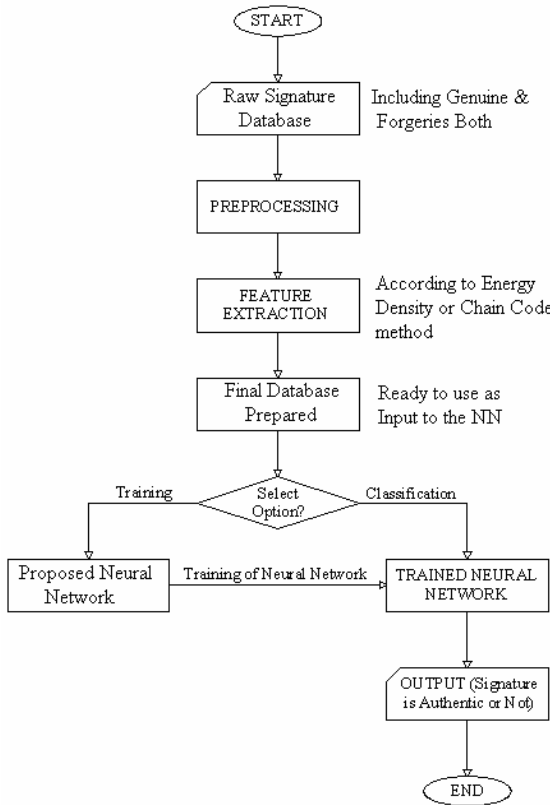 START
Raw Signature
Database
Including Genuine &
Forgeries Both
PREPROCESSING
FEATURE
EXTRACTION
According to Energy
Density or Chain Code
method
Final Database
Prepared
Ready to use as
Input to the NN
Training
Select
Option?
Classification
Proposed Neural
Network
Training of Neural Network
TRAINED NEURAL
NETWORK
OUTPUT (Signature
is Authentic or Not)
END